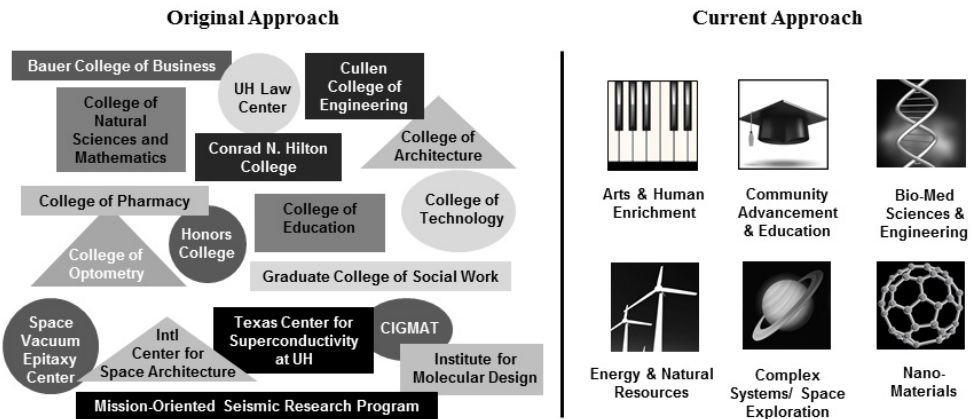 Original Approach
Bauer College of Business
UH Law
Center
Cullen
College of
Engineering
College of
Natural
Sciences and
Mathematics
Conrad N. Hilton
College
College of
Architecture
College of Pharmacy
College of
Optometry
Honors
College
College of
Education
College of
Technology
Graduate College of Social Work
Space
Vacuum
Epitaxy
Center
Intl
Center for
Space Architecture
Texas Center for
Superconductivity
at UH
CIGMAT
Institute for
Molecular Design
Mission-Oriented Seismic Research Program
Current Approach
Arts & Human
Enrichment
Community
Advancement
& Education
Bio-Med
Sciences &
Engineering
Energy & Natural
Resources
Complex
Systems/ Space
Exploration
Nano-
Materials